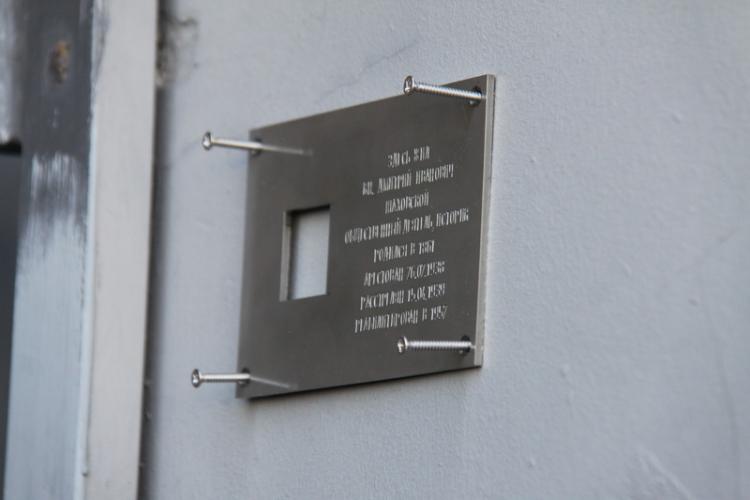 ЗДЕСЬ ЖИЛ
КН. ДМИТРИЙ ИВАНОВИЧ
ШАХОВСКОЙ
ОБЩЕСТВЕННЫЙ ДЕЯТЕЛЬ, ИСТОРИК
РОДИЛСЯ В 1861
АРЕСТОВАН 26.07.1938
РАССТРЕЛЯН 15.04.1939
РЕАБИЛИТИРОВАН В 1957